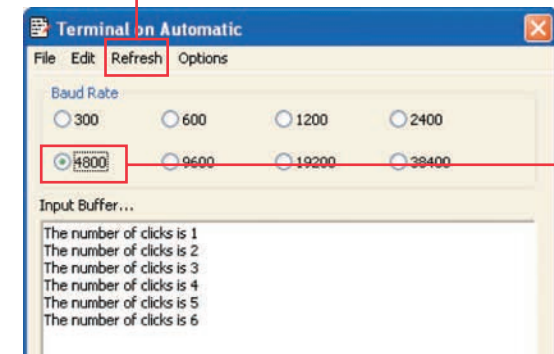 Terminal on Automatic
File Edit Refresh Options
Baud Rate
300 600 1200 2400
4800 9600 19200 38400
Input Buffer...
The number of clicks is 1
The number of clicks is 2
The number of clicks is 3
The number of clicks is 4
The number of clicks is 5
The number of clicks is 6